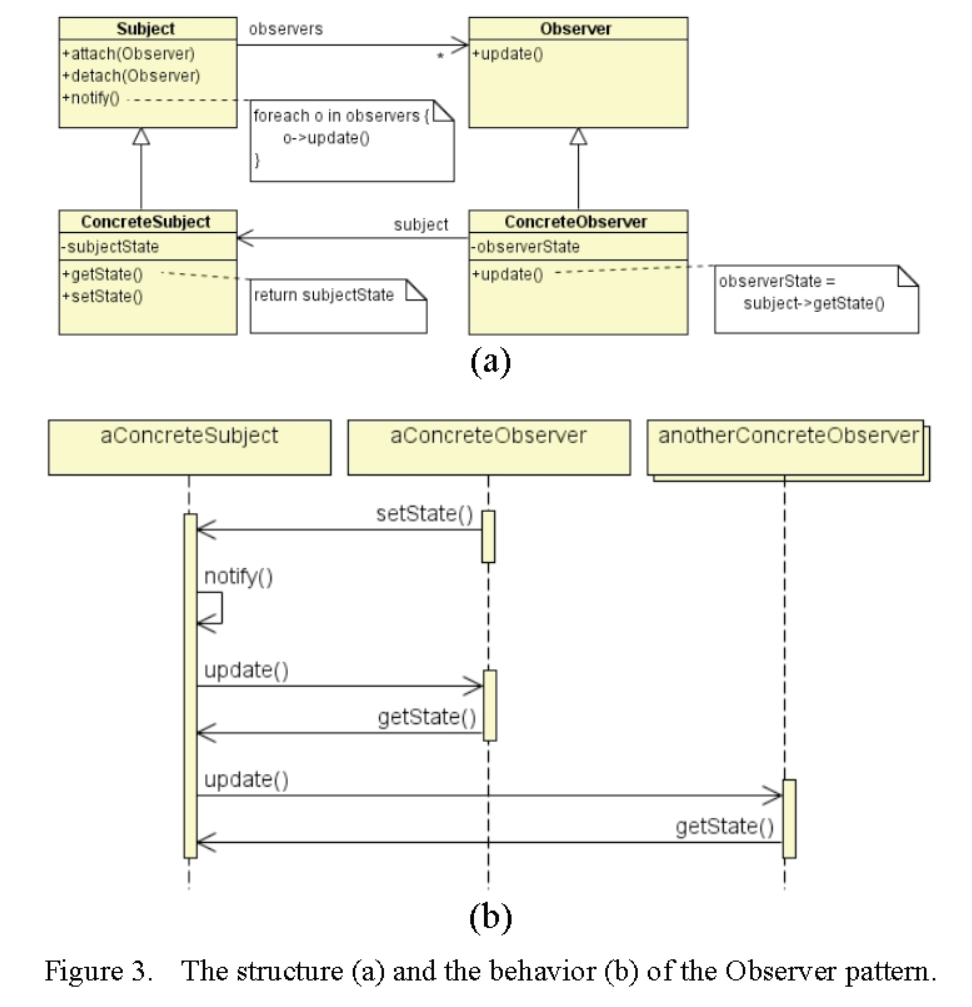 Subject
+attach(Observer)
+detach(Observer)
+notify()
observers
*
Observer
+update()
foreach o in observers {
o->update()
}
ConcreteSubject
-subjectState
+getState()
+setState()
subject
ConcreteObserver
-observerState
+update()
return subjectState
observerState =
subject->getState()
(a)
aConcreteSubject
aConcreteObserver
anotherConcreteObserver
setState()
notify()
update()
getState()
update()
getState()
(b)
Figure 3. The structure (a) and the behavior (b) of the Observer pattern.